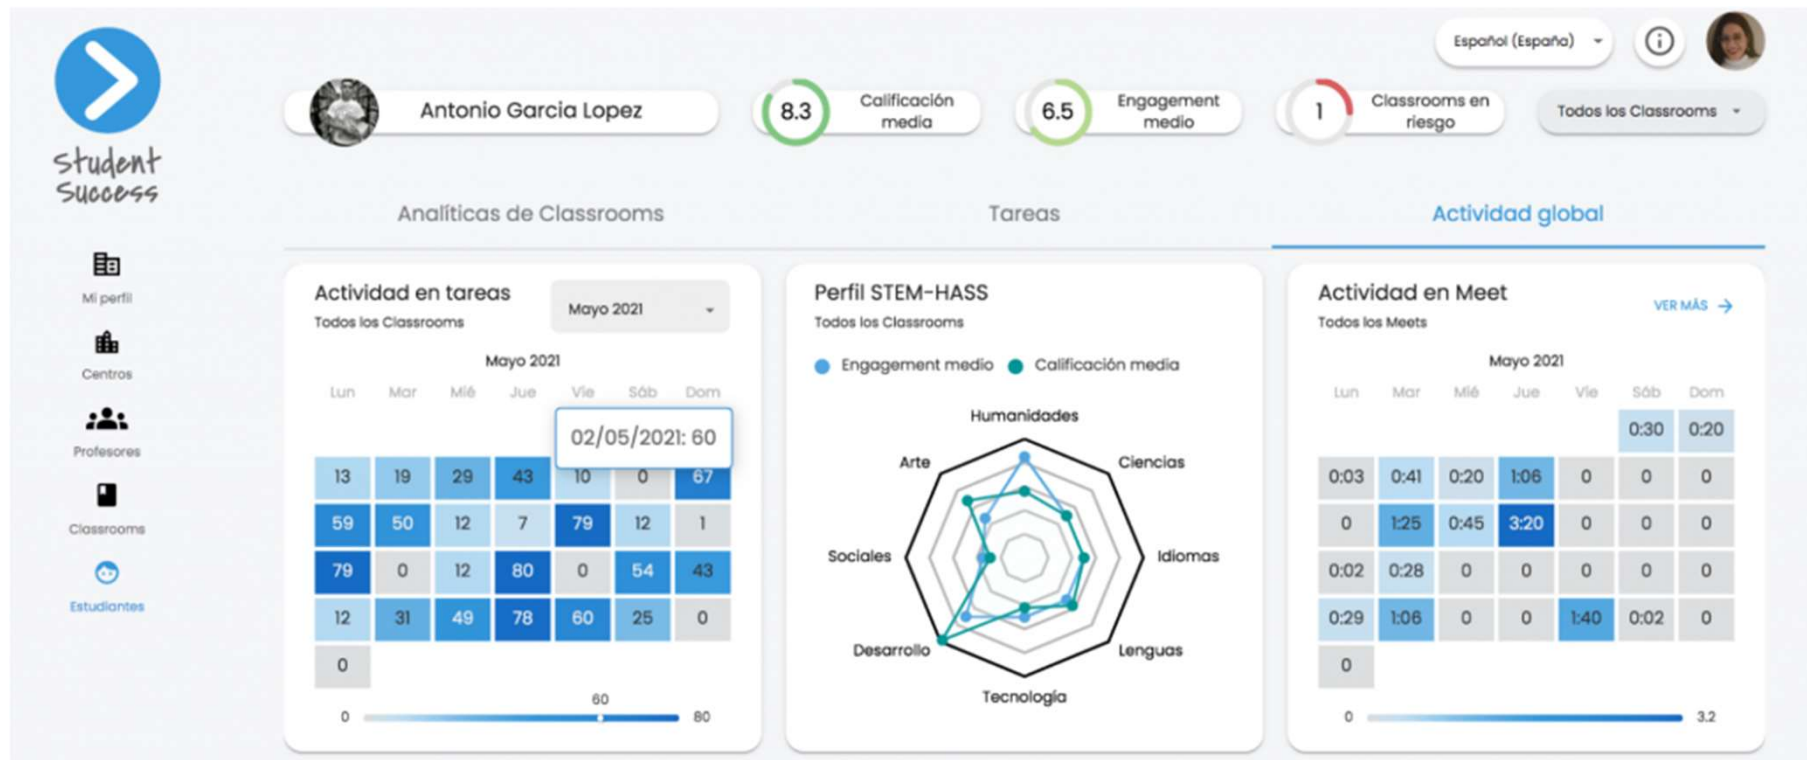 Español (España)
Student
Success
Antonio Garcia Lopez
8.3
Calificación
media
6.5
Engagement
medio
1
Classrooms en
riesgo
Todos los Classrooms
Analíticas de Classrooms
Tareas
Actividad global
Mi perfil
Centros
Profesores
Classrooms
Estudiantes
Actividad en tareas
Todos los Classrooms
Mayo 2021
Mayo 2021
Lun Mar Mié Jue Vie Sáb Dom
02/05/2021: 60
13 19 29 43 10 0 67
59 50 12 7 79 12 1
79 0 12 80 0 54 43
12 31 49 78 60 25 0
0
60
0 80
Perfil STEM-HASS
Todos los Classrooms
Engagement medio Calificación media
Humanidades
Arte Ciencias
Sociales Idiomas
Desarrollo Lenguas
Tecnología
Actividad en Meet
Todos los Meets
VER MÁS
Mayo 2021
Lun Mar Mié Jue Vie Sáb Dom
0:30 0:20
0:03 0:41 0:20 1:06 0 0 0
0 1:25 0:45 3:20 0 0 0
0:02 0:28 0 0 0 0 0
0:29 1:06 0 0 1:40 0:02 0
0
0 3.2